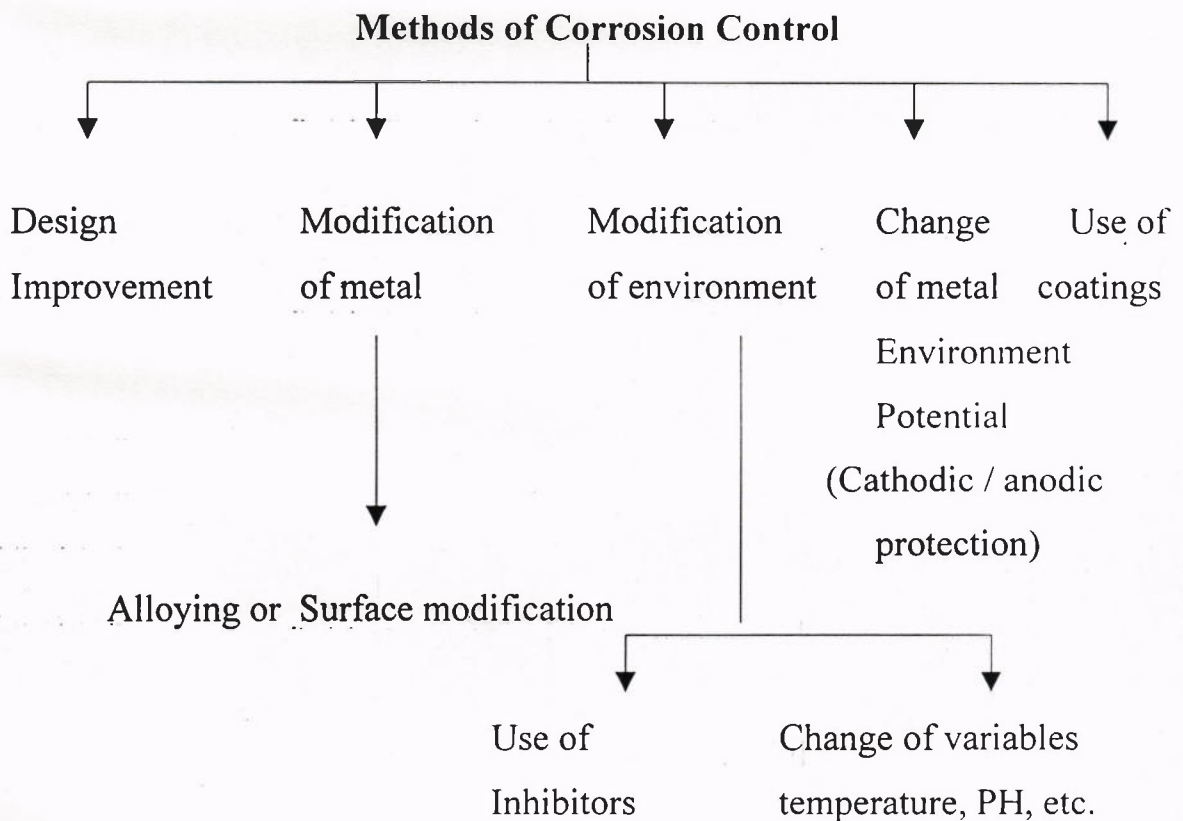 Methods of Corrosion Control
Design Improvement
Modification of metal
Modification of environment
Change of metal Environment Potential (Cathodic / anodic protection)
Use of coatings
Alloying or Surface modification
Use of Inhibitors
Change of variables temperature, PH, etc.